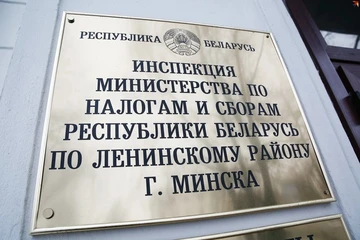 РЕСПУБЛИКА БЕЛАРУСЬ
ИНСПЕКЦИЯ
МИНИСТЕРСТВА ПО
НАЛОГАМ И СБОРАМ
РЕСПУБЛИКИ БЕЛАРУСЬ
ПО ЛЕНИНСКОМУ РАЙОНУ
Г. МИНСКА